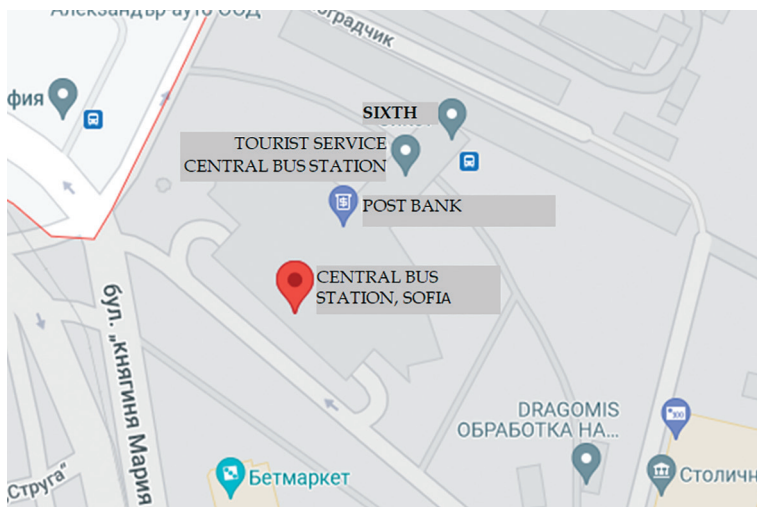 Александър ауто ООД
оградчик
фия
SIXTH
TOURIST SERVICE
CENTRAL BUS STATION
POST BANK
CENTRAL BUS
STATION, SOFIA
бул. „княгиня Мария
DRAGOMIS
ОБРАБОТКА НА...
Столичн
Бетмаркет
„Струга“